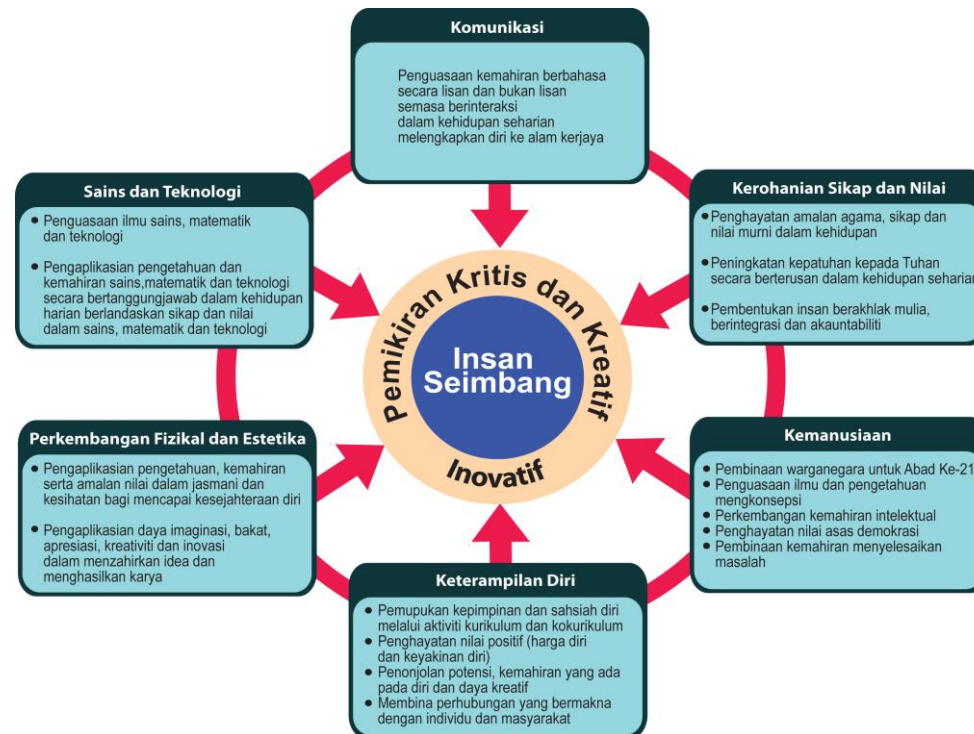 Komunikasi
Penguasaan kemahiran berbahasa
secara lisan dan bukan lisan
semasa berinteraksi
dalam kehidupan seharian
melengkapkan diri ke alam kerjaya
Sains dan Teknologi
• Penguasaan ilmu sains, matematik
dan teknologi
• Pengaplikasian pengetahuan dan
kemahiran sains,matematik dan teknologi
secara bertanggungjawab dalam kehidupan
harian berlandaskan sikap dan nilai
dalam sains, matematik dan teknologi
Kerohanian Sikap dan Nilai
• Penghayatan amalan agama, sikap dan
nilai murni dalam kehidupan
• Peningkatan kepatuhan kepada Tuhan
secara berterusan dalam kehidupan seharian
• Pembentukan insan berakhlak mulia,
berintegrasi dan akauntabiliti
Pemikiran Kritis dan Kreatif
Insan
Seimbang
Inovatif
Perkembangan Fizikal dan Estetika
• Pengaplikasian pengetahuan, kemahiran
serta amalan nilai dalam jasmani dan
kesihatan bagi mencapai kesejahteraan diri
• Pengaplikasian daya imaginasi, bakat,
apresiasi, kreativiti dan inovasi
dalam menzahirkan idea dan
menghasilkan karya
Kemanusiaan
• Pembinaan warganegara untuk Abad Ke-21
• Penguasaan ilmu dan pengetahuan
mengkonsepsi
• Perkembangan kemahiran intelektual
• Penghayatan nilai asas demokrasi
• Pembinaan kemahiran menyelesaikan
masalah
Keterampilan Diri
• Pemupukan kepimpinan dan sahsiah diri
melalui aktiviti kurikulum dan kokurikulum
• Penghayatan nilai positif (harga diri
dan keyakinan diri)
• Penonjolan potensi, kemahiran yang ada
pada diri dan daya kreatif
• Membina perhubungan yang bermakna
dengan individu dan masyarakat